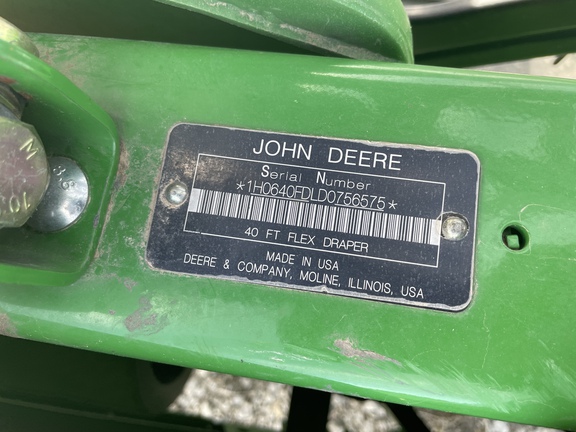 JOHN DEERE
Serial Number
*1H0640FDLD0756575*
40 FT FLEX DRAPER
MADE IN USA
DEERE & COMPANY, MOLINE, ILLINOIS, USA